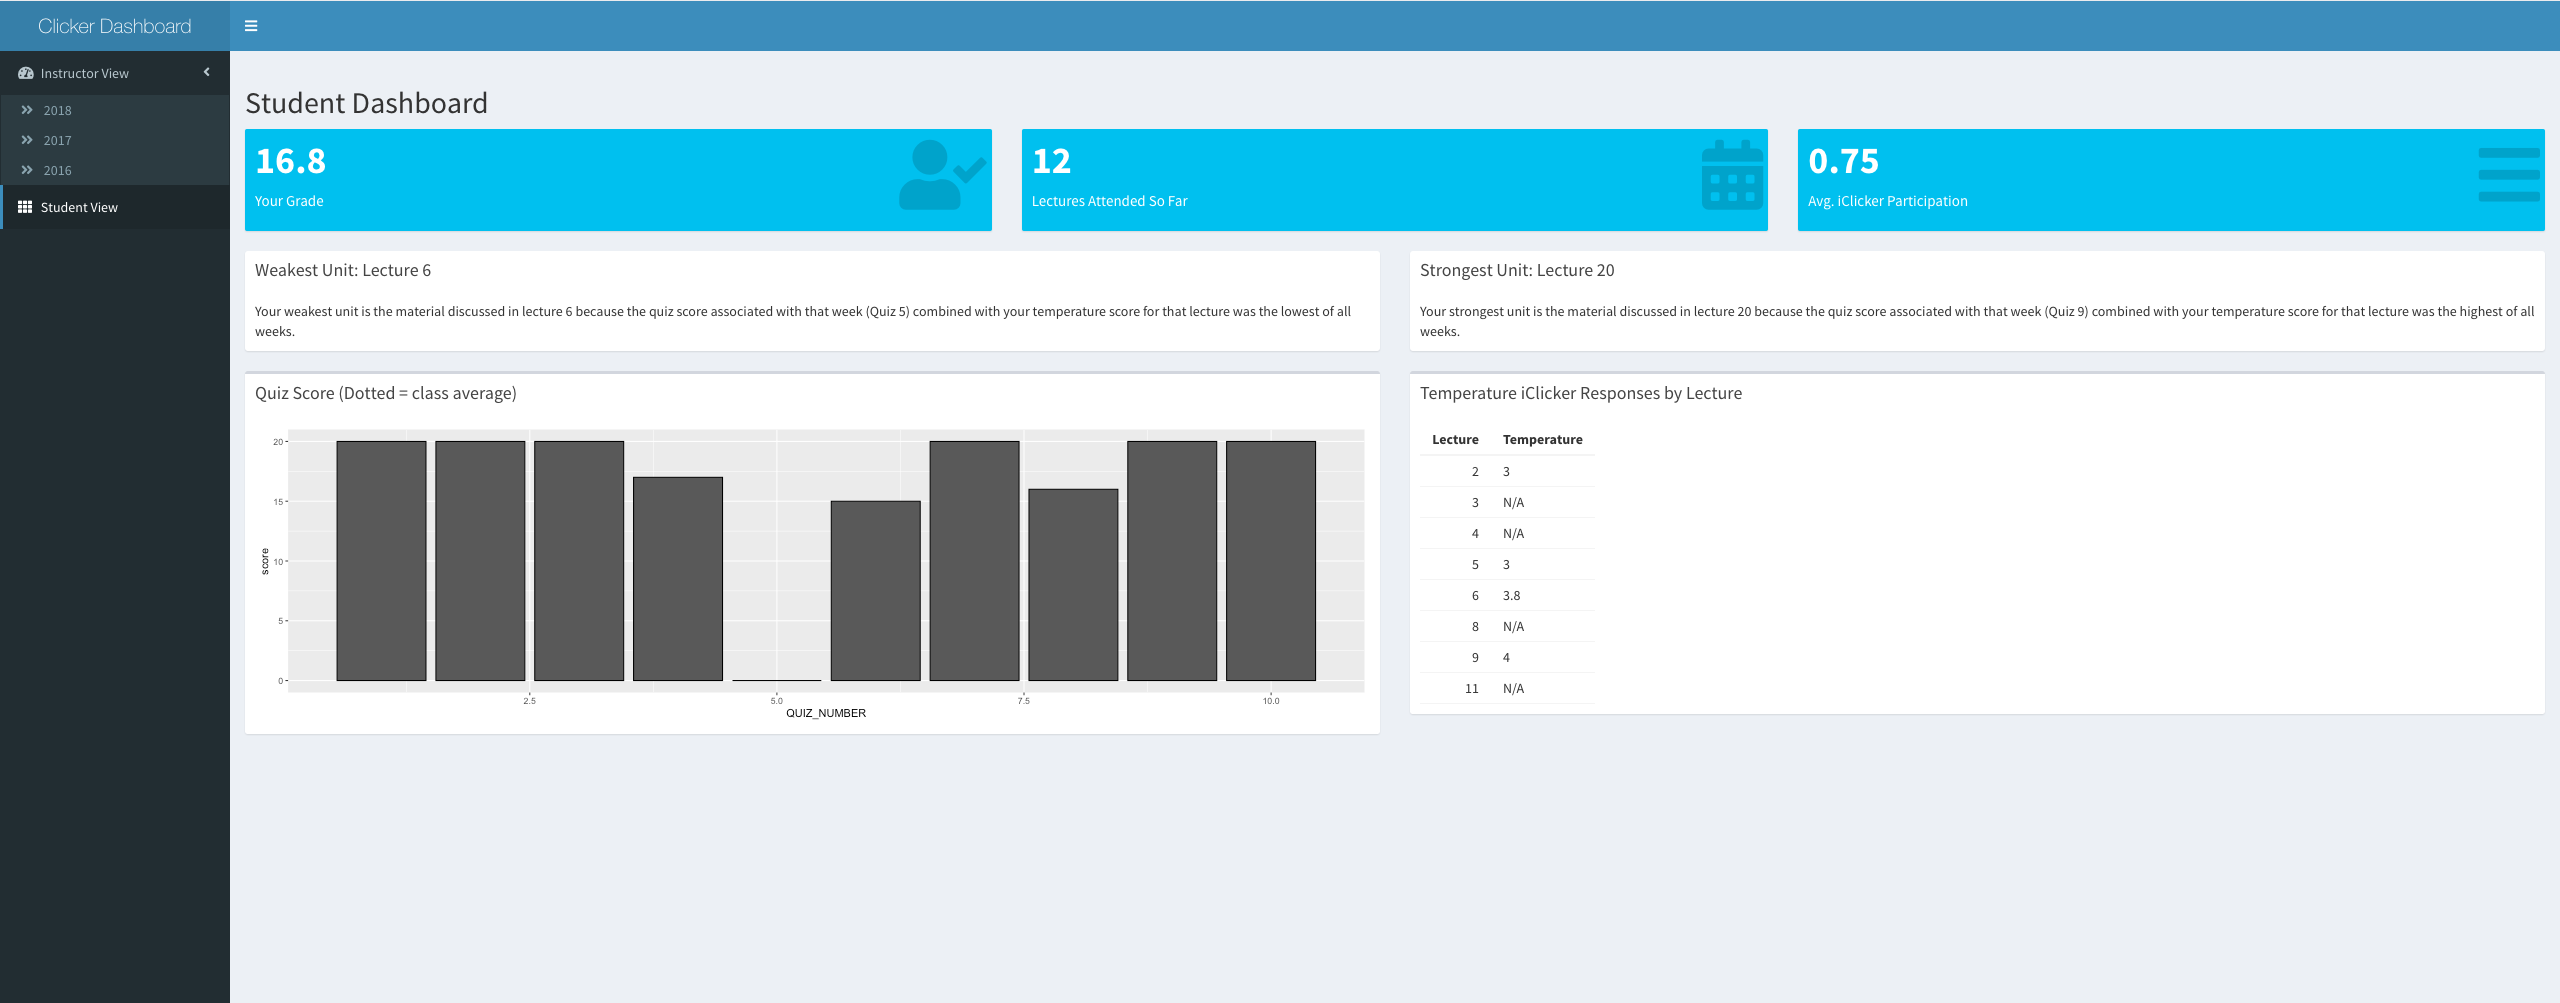 Clicker Dashboard
Instructor View
2018
2017
2016
Student View
Student Dashboard
16.8
Your Grade
12
Lectures Attended So Far
0.75
Avg. iClicker Participation
Weakest Unit: Lecture 6
Your weakest unit is the material discussed in lecture 6 because the quiz score associated with that week (Quiz 5) combined with your temperature score for that lecture was the lowest of all
weeks.
Strongest Unit: Lecture 20
Your strongest unit is the material discussed in lecture 20 because the quiz score associated with that week (Quiz 9) combined with your temperature score for that lecture was the highest of all
weeks.
Quiz Score (Dotted = class average)
20
15
10
5
0
score
2.5 5.0 7.5 10.0
QUIZ_NUMBER
Temperature iClicker Responses by Lecture
Lecture Temperature
2 3
3 N/A
4 N/A
5 3
6 3.8
8 N/A
9 4
11 N/A